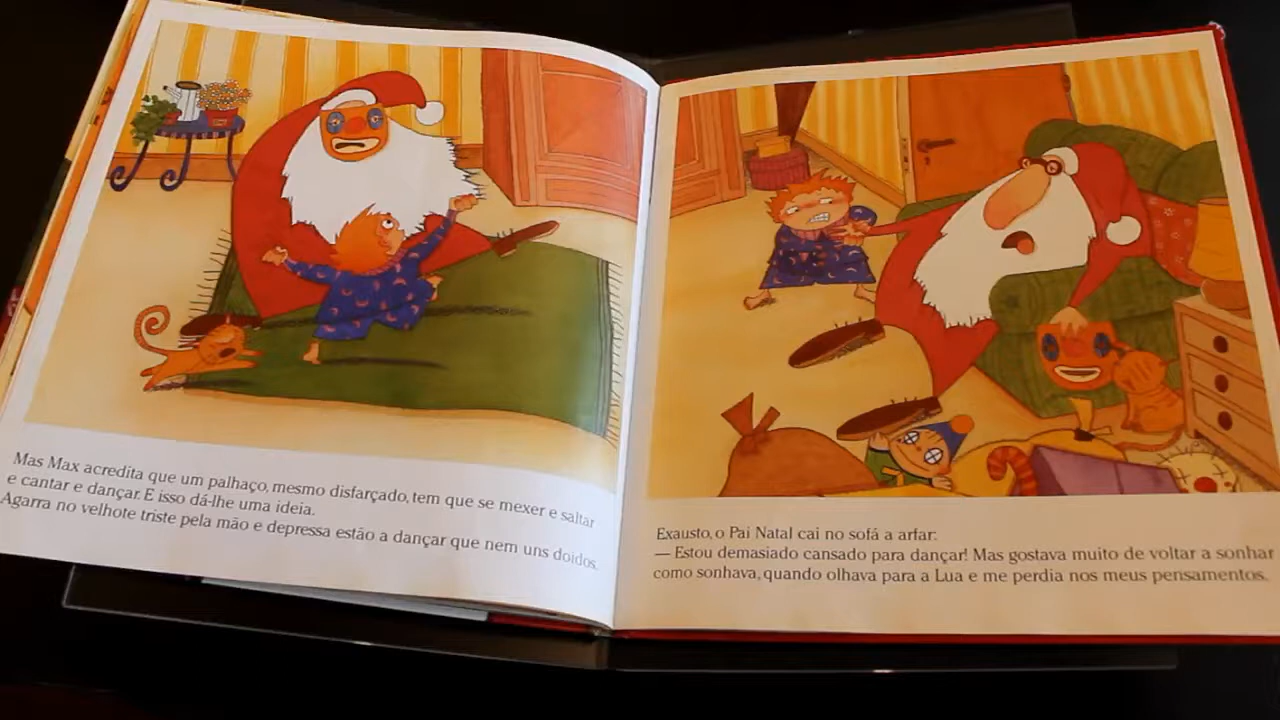 Mas Max acredita que um palhaço, mesmo disfarçado, tem que se mexer e saltar
e cantar e dançar. E isso dá-lhe uma ideia.
Agarra no velhote triste pela mão e depressa estão a dançar que nem uns doidos.
Exausto, o Pai Natal cai no sofá a arfar:
— Estou demasiado cansado para dançar! Mas gostava muito de voltar a sonhar
como sonhava, quando olhava para a Lua e me perdia nos meus pensamentos.